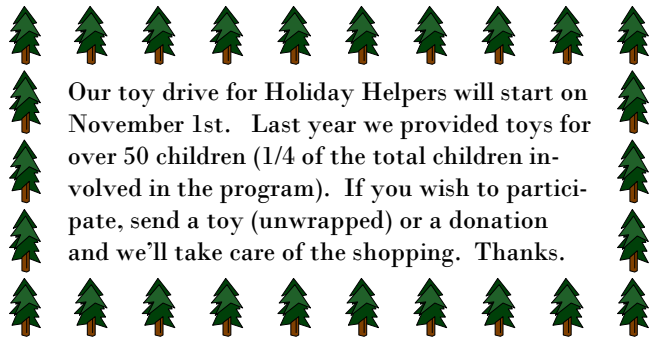 Our toy drive for Holiday Helpers will start on
November 1st.   Last year we provided toys for
over 50 children (1/4 of the total children in-
volved in the program).  If you wish to partici-
pate, send a toy (unwrapped) or a donation
and we'll take care of the shopping.  Thanks.